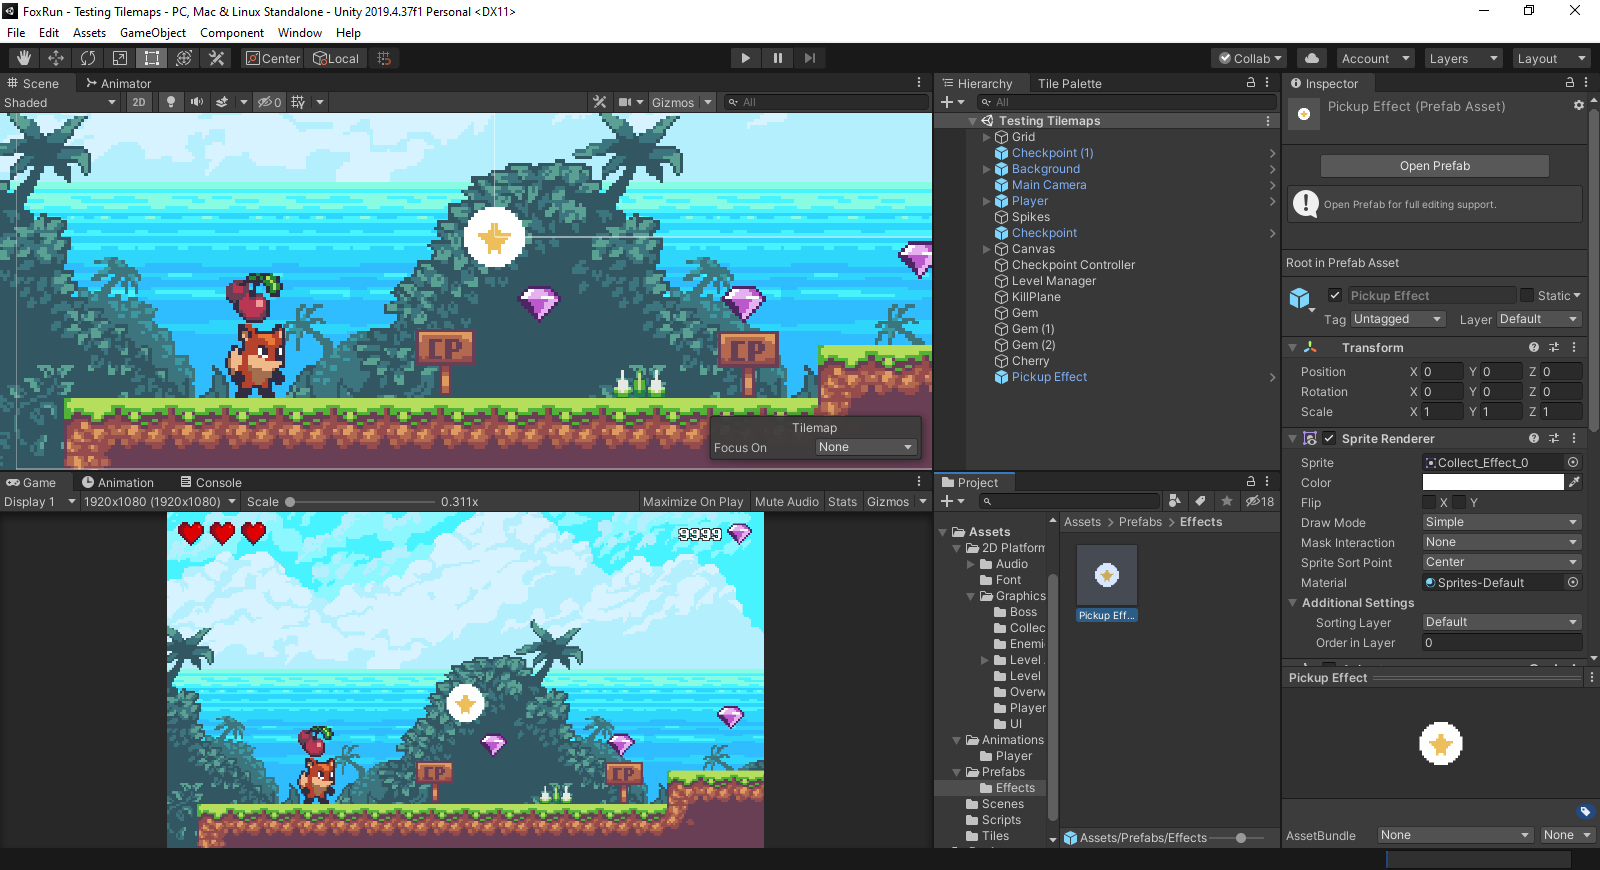 FoxRun - Testing Tilemaps - PC, Mac & Linux Standalone - Unity 2019.4.37f1 Personal <DX11>
File Edit Assets GameObject Component Window Help
Center Local Collab Account Layers Layout
Scene Animator
Shaded 2D 0 Gizmos All
CP
CP
Tilemap
Focus On None
Game Animation Console
Display 1 1920x1080 (1920x1080) Scale 0.311x Maximize On Play Mute Audio Stats Gizmos
9999
CP
CP
Hierarchy Tile Palette
All
Testing Tilemaps
Grid
Checkpoint (1)
Background
Main Camera
Player
Spikes
Checkpoint
Canvas
Checkpoint Controller
Level Manager
KillPlane
Gem
Gem (1)
Gem (2)
Cherry
Pickup Effect
Project
18
Assets
2D Platform
Audio
Font
Graphics
Boss
Collec
Enemi
Level
Level
Overw
Player
UI
Animations
Player
Prefabs
Effects
Scenes
Scripts
Tiles
Assets > Prefabs > Effects
Pickup Eff...
Assets/Prefabs/Effects
Inspector
Pickup Effect (Prefab Asset)
Open Prefab
Open Prefab for full editing support.
Root in Prefab Asset
Pickup Effect Static
Tag Untagged Layer Default
Transform
Position X 0 Y 0 Z 0
Rotation X 0 Y 0 Z 0
Scale X 1 Y 1 Z 1
Sprite Renderer
Sprite Collect_Effect_0
Color
Flip X Y
Draw Mode Simple
Mask Interaction None
Sprite Sort Point Center
Material Sprites-Default
Additional Settings
Sorting Layer Default
Order in Layer 0
Pickup Effect
AssetBundle None None